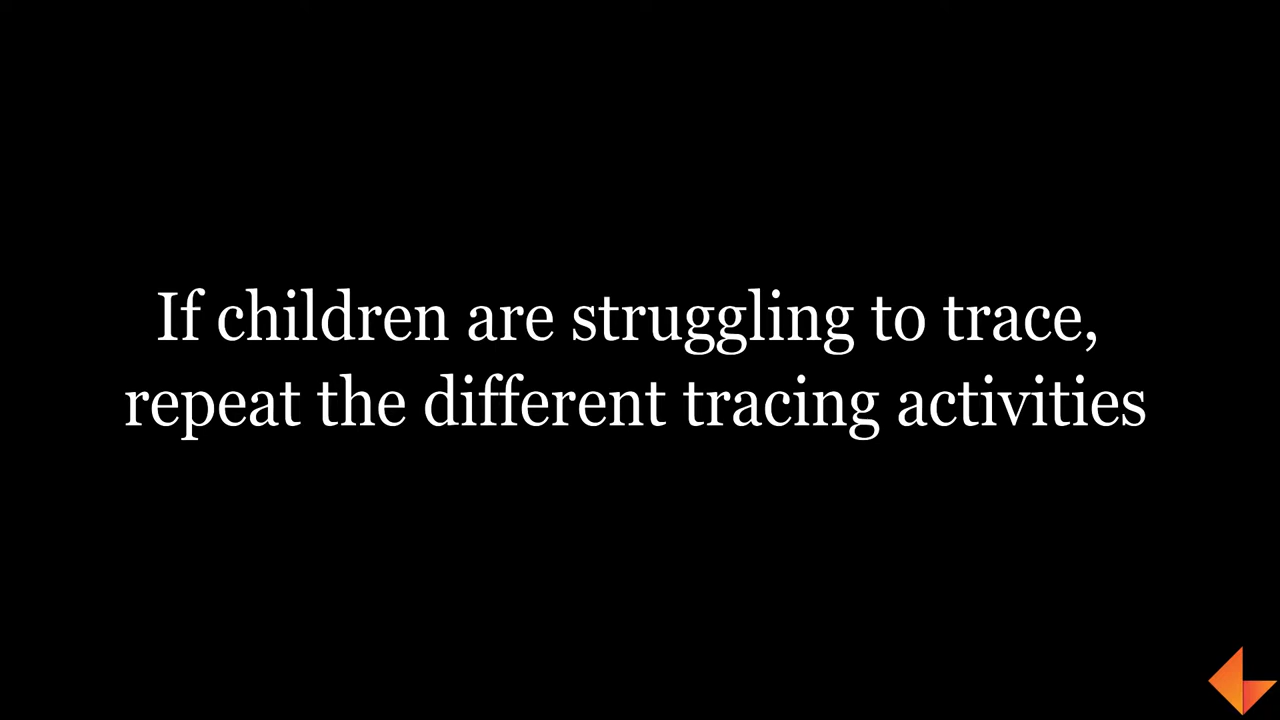 If children are struggling to trace,
repeat the different tracing activities